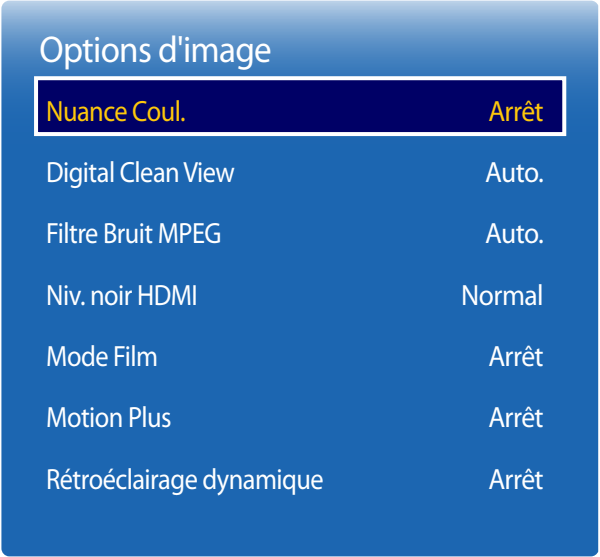 Options d'image
Nuance Coul. Arrêt
Digital Clean View Auto.
Filtre Bruit MPEG Auto.
Niv. noir HDMI Normal
Mode Film Arrêt
Motion Plus Arrêt
Rétroéclairage dynamique Arrêt